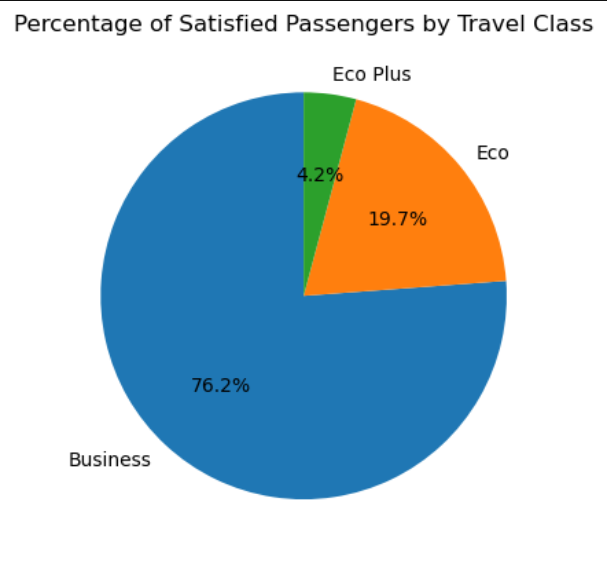 Percentage of Satisfied Passengers by Travel Class
Eco Plus
Eco
4.2%
19.7%
76.2%
Business